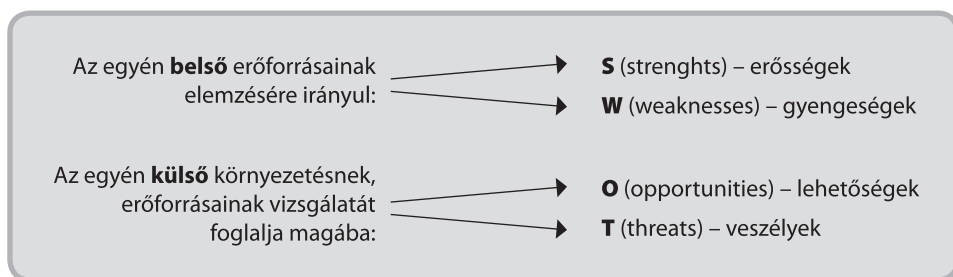 Az egyén belső erőforrásainak
elemzésére irányul:
S (strenghts) – erősségek
W (weaknesses) – gyengeségek
Az egyén külső környezetésnek,
erőforrásainak vizsgálatát
foglalja magába:
O (opportunities) – lehetőségek
T (threats) – veszélyek